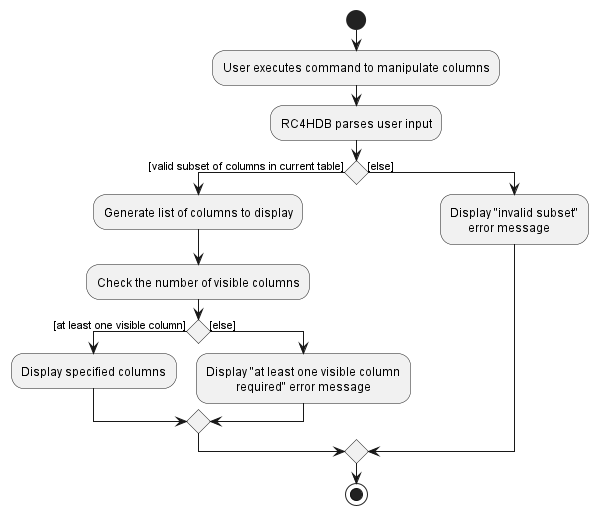 User executes command to manipulate columns
RC4HDB parses user input
[valid subset of columns in current table]
[else]
Generate list of columns to display
Display "invalid subset"
error message
Check the number of visible columns
[at least one visible column]
[else]
Display specified columns
Display "at least one visible column
required" error message